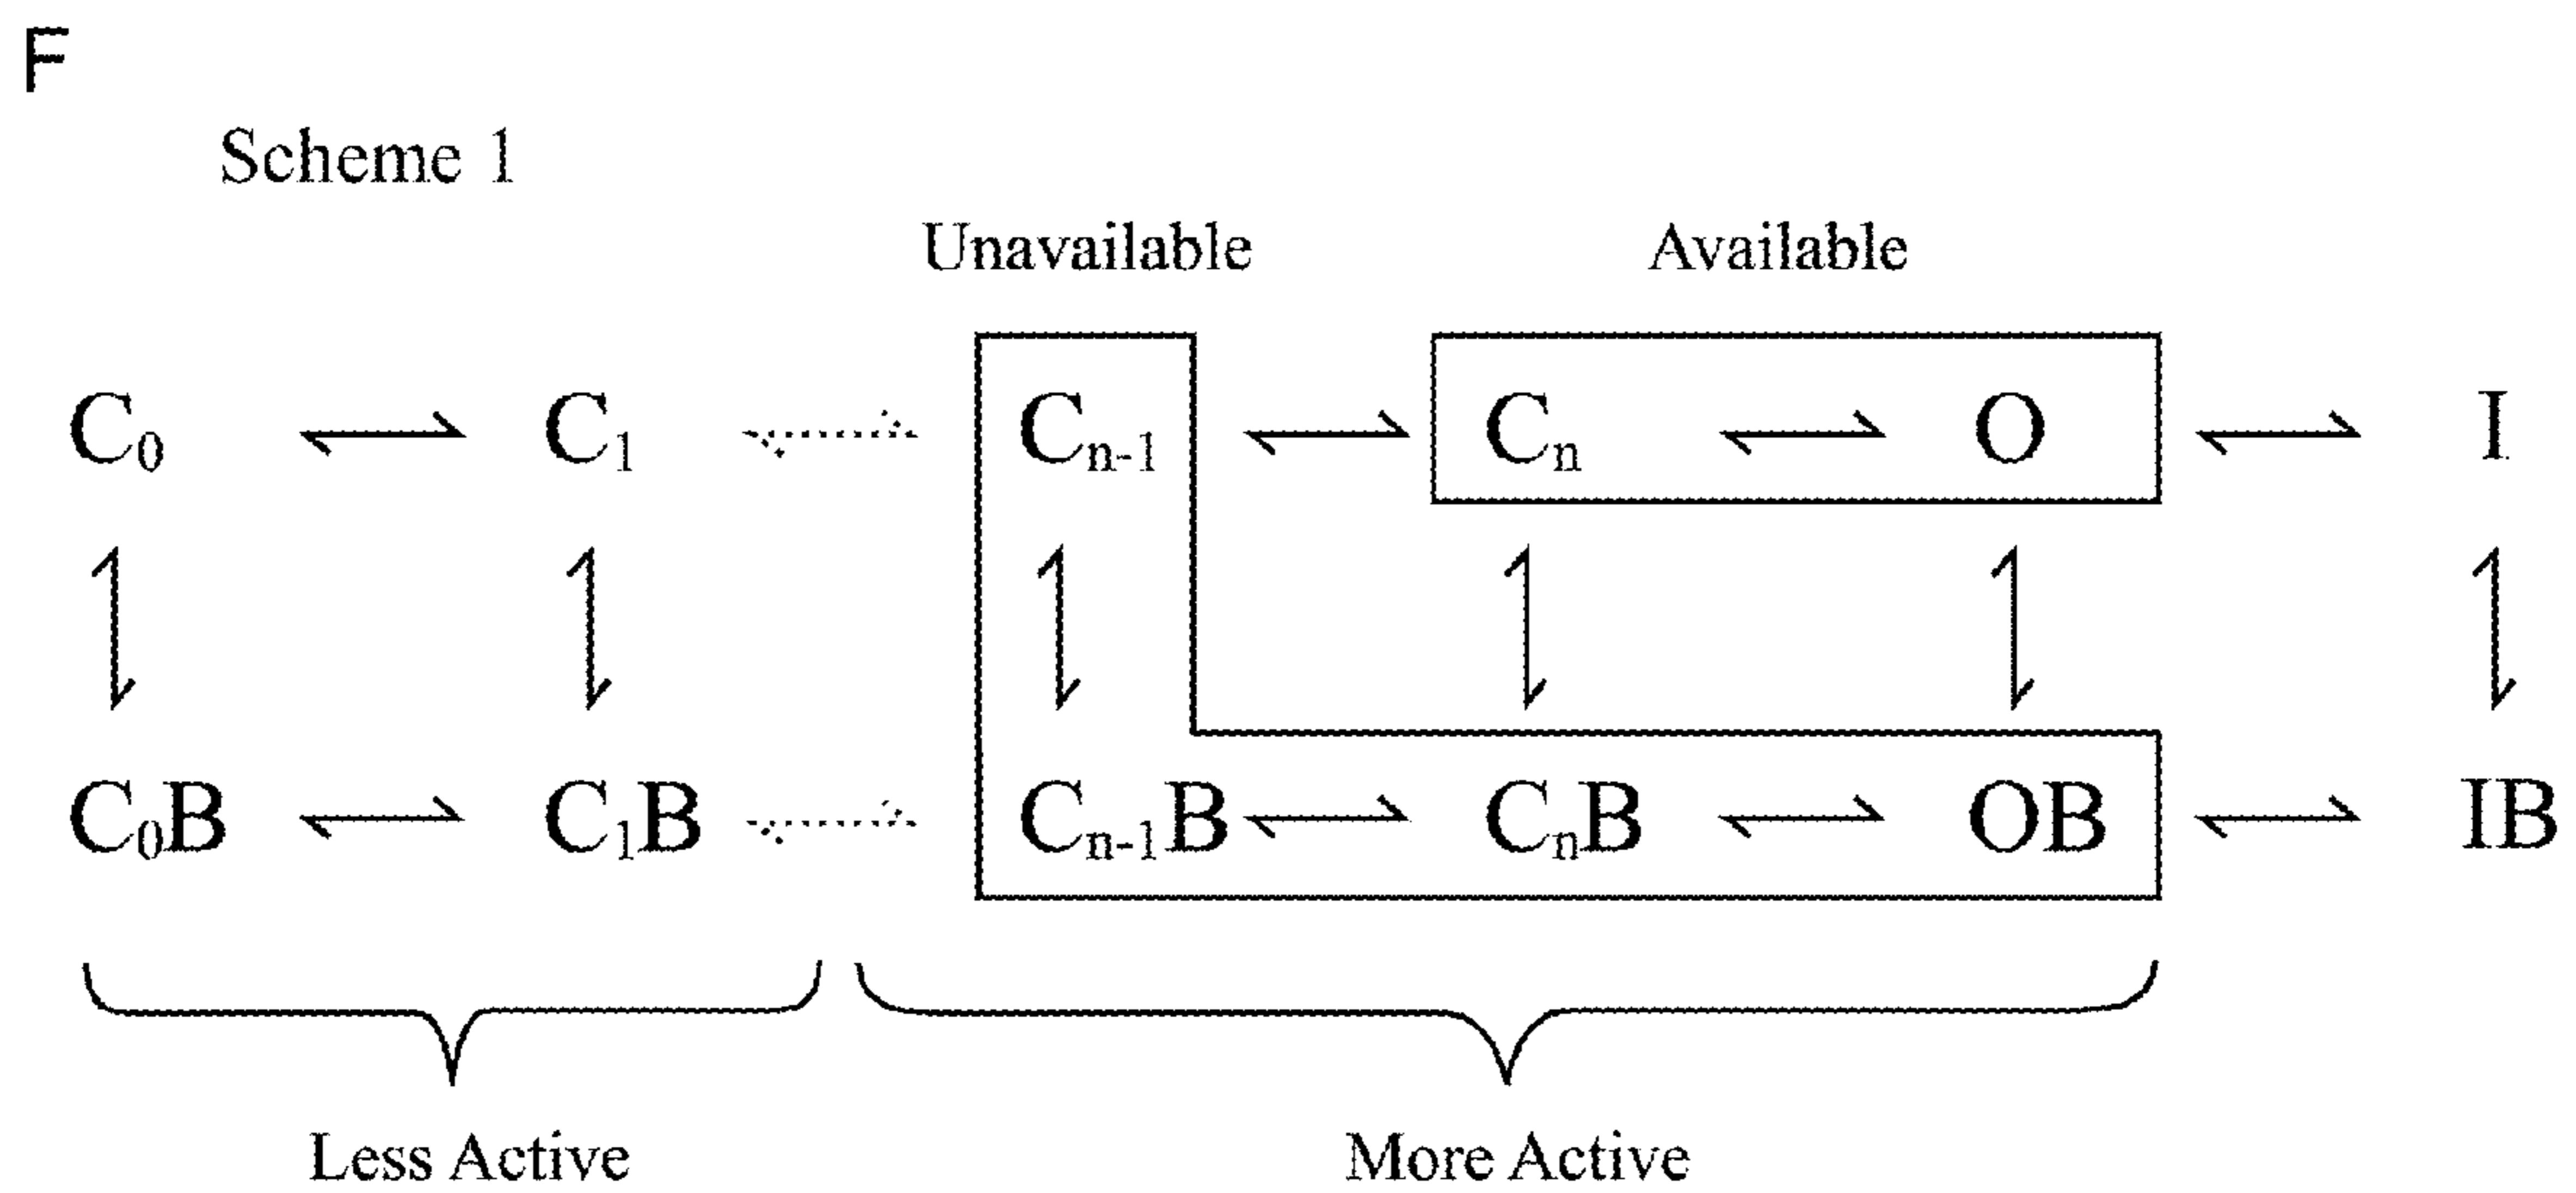 F
Scheme 1
Unavailable Available
C₀ ⇌ C₁ ⇌ Cₙ₋₁ ⇌ Cₙ ⇌ O ⇌ I
C₀B ⇌ C₁B ⇌ Cₙ₋₁B ⇌ CₙB ⇌ OB ⇌ IB
Less Active More Active